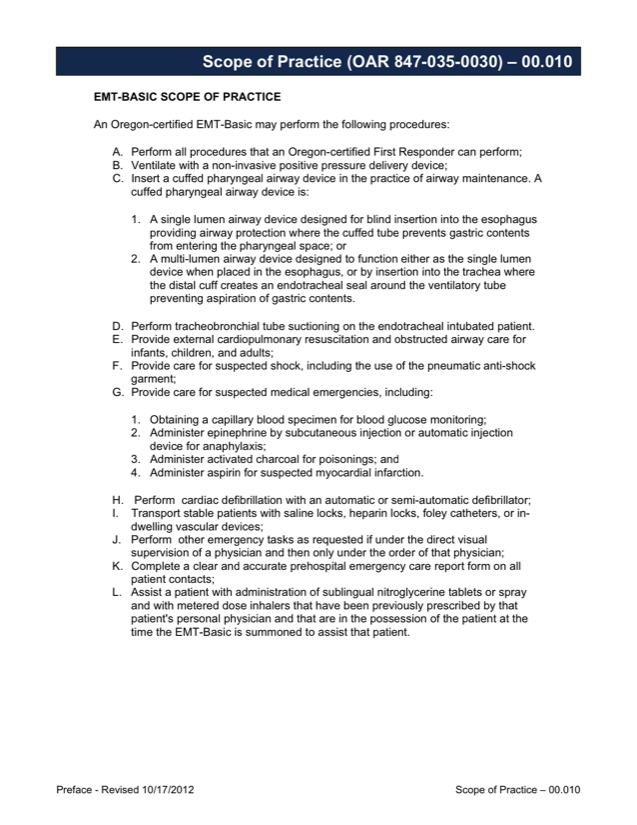 Scope of Practice (OAR 847-035-0030) – 00.010
EMT-BASIC SCOPE OF PRACTICE
An Oregon-certified EMT-Basic may perform the following procedures:
A. Perform all procedures that an Oregon-certified First Responder can perform;
B. Ventilate with a non-invasive positive pressure delivery device;
C. Insert a cuffed pharyngeal airway device in the practice of airway maintenance. A
cuffed pharyngeal airway device is:
1. A single lumen airway device designed for blind insertion into the esophagus
providing airway protection where the cuffed tube prevents gastric contents
from entering the pharyngeal space; or
2. A multi-lumen airway device designed to function either as the single lumen
device when placed in the esophagus, or by insertion into the trachea where
the distal cuff creates an endotracheal seal around the ventilatory tube
preventing aspiration of gastric contents.
D. Perform tracheobronchial tube suctioning on the endotracheal intubated patient.
E. Provide external cardiopulmonary resuscitation and obstructed airway care for
infants, children, and adults;
F. Provide care for suspected shock, including the use of the pneumatic anti-shock
garment;
G. Provide care for suspected medical emergencies, including:
1. Obtaining a capillary blood specimen for blood glucose monitoring;
2. Administer epinephrine by subcutaneous injection or automatic injection
device for anaphylaxis;
3. Administer activated charcoal for poisonings; and
4. Administer aspirin for suspected myocardial infarction.
H. Perform cardiac defibrillation with an automatic or semi-automatic defibrillator;
I. Transport stable patients with saline locks, heparin locks, foley catheters, or in-
dwelling vascular devices;
J. Perform other emergency tasks as requested if under the direct visual
supervision of a physician and then only under the order of that physician;
K. Complete a clear and accurate prehospital emergency care report form on all
patient contacts;
L. Assist a patient with administration of sublingual nitroglycerine tablets or spray
and with metered dose inhalers that have been previously prescribed by that
patient's personal physician and that are in the possession of the patient at the
time the EMT-Basic is summoned to assist that patient.
Preface - Revised 10/17/2012
Scope of Practice – 00.010